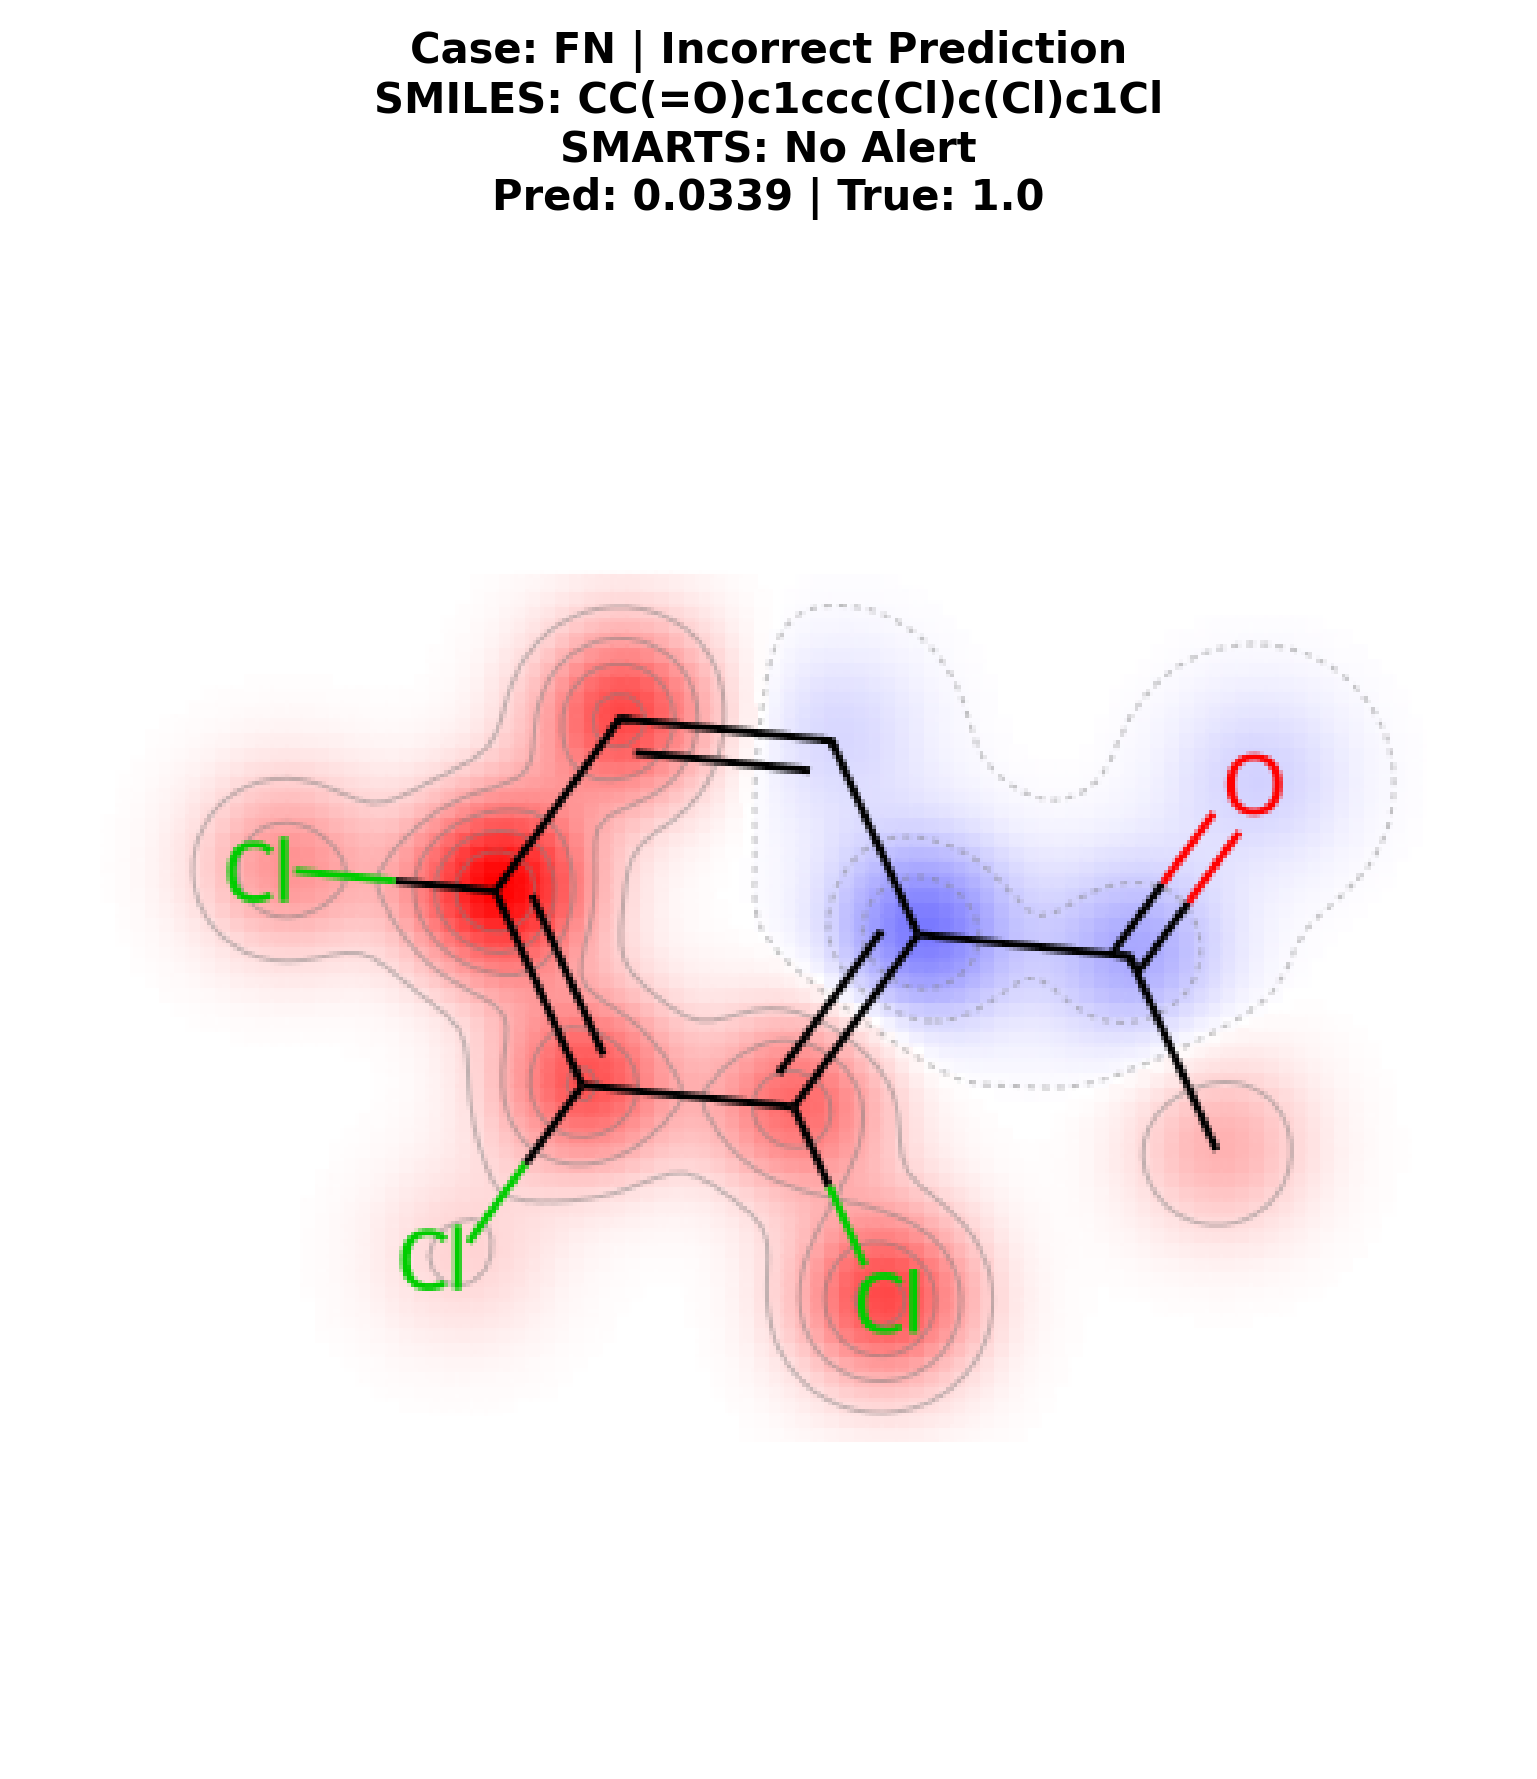 Case: FN | Incorrect Prediction
SMILES: CC(=O)c1ccc(Cl)c(Cl)c1Cl
SMARTS: No Alert
Pred: 0.0339 | True: 1.0
O
Cl
Cl
Cl